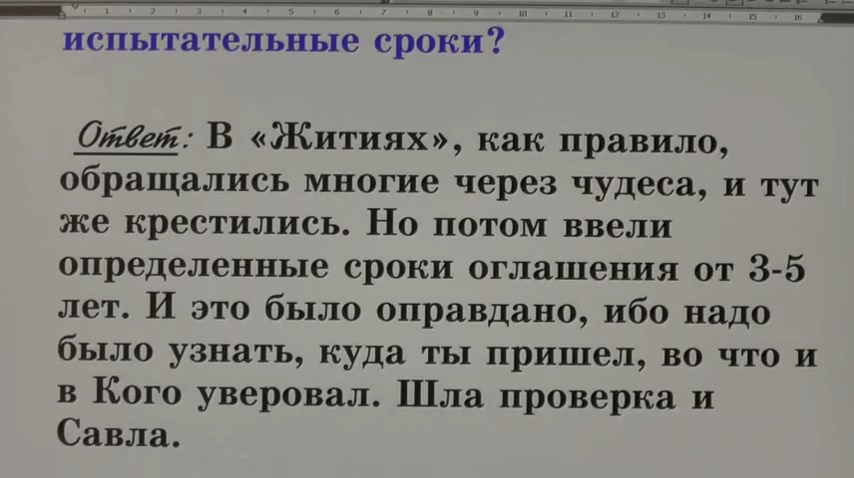 испытательные сроки?
Ответ: В «Житиях», как правило,
обращались многие через чудеса, и тут
же крестились. Но потом ввели
определенные сроки оглашения от 3-5
лет. И это было оправдано, ибо надо
было узнать, куда ты пришел, во что и
в Кого уверовал. Шла проверка и
Савла.